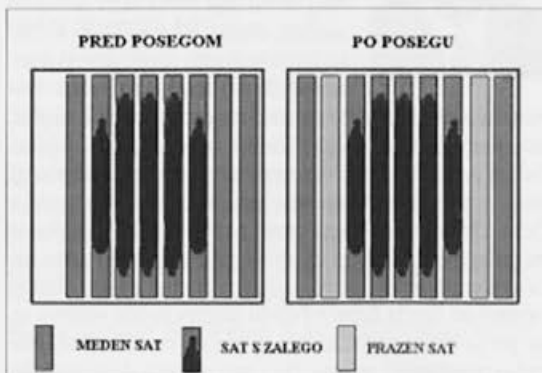 PRED POSEGOM
PO POSEGU
MEDEN SAT
SAT S ZALEGO
PRAZEN SAT